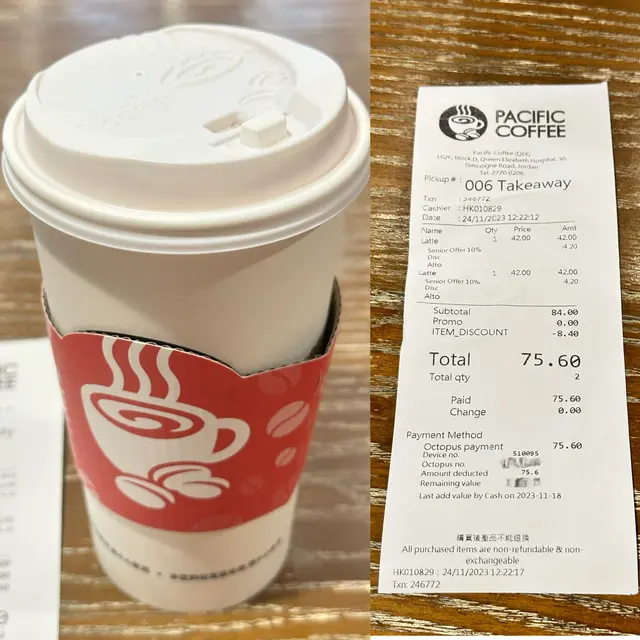 PACIFIC
COFFEE
Pacific Coffee (QEII)
LG/F, Block D, Queen Elizabeth Hospital, 30
Gascoigne Road, Jordan
Tel: 2770 0206
Pickup # : 006 Takeaway
Txn : 246772
Cashier : HK010829
Date : 24/11/2023 12:22:12
Name Qty Price Amt
Latte 1 42.00 42.00
Senior Offer 10% -4.20
Disc
Alto
Latte 1 42.00 42.00
Senior Offer 10% -4.20
Disc
Alto
Subtotal 84.00
Promo 0.00
ITEM_DISCOUNT -8.40
Total 75.60
Total qty 2
Paid 75.60
Change 0.00
Payment Method
Octopus payment 75.60
Device no. 510095
Octopus no.
Amount deducted 75.6
Remaining value
Last add value by Cash on 2023-11-18
購買後產品不能退換
All purchased items are non-refundable & non-
exchangeable
HK010829 : 24/11/2023 12:22:17
Txn: 246772